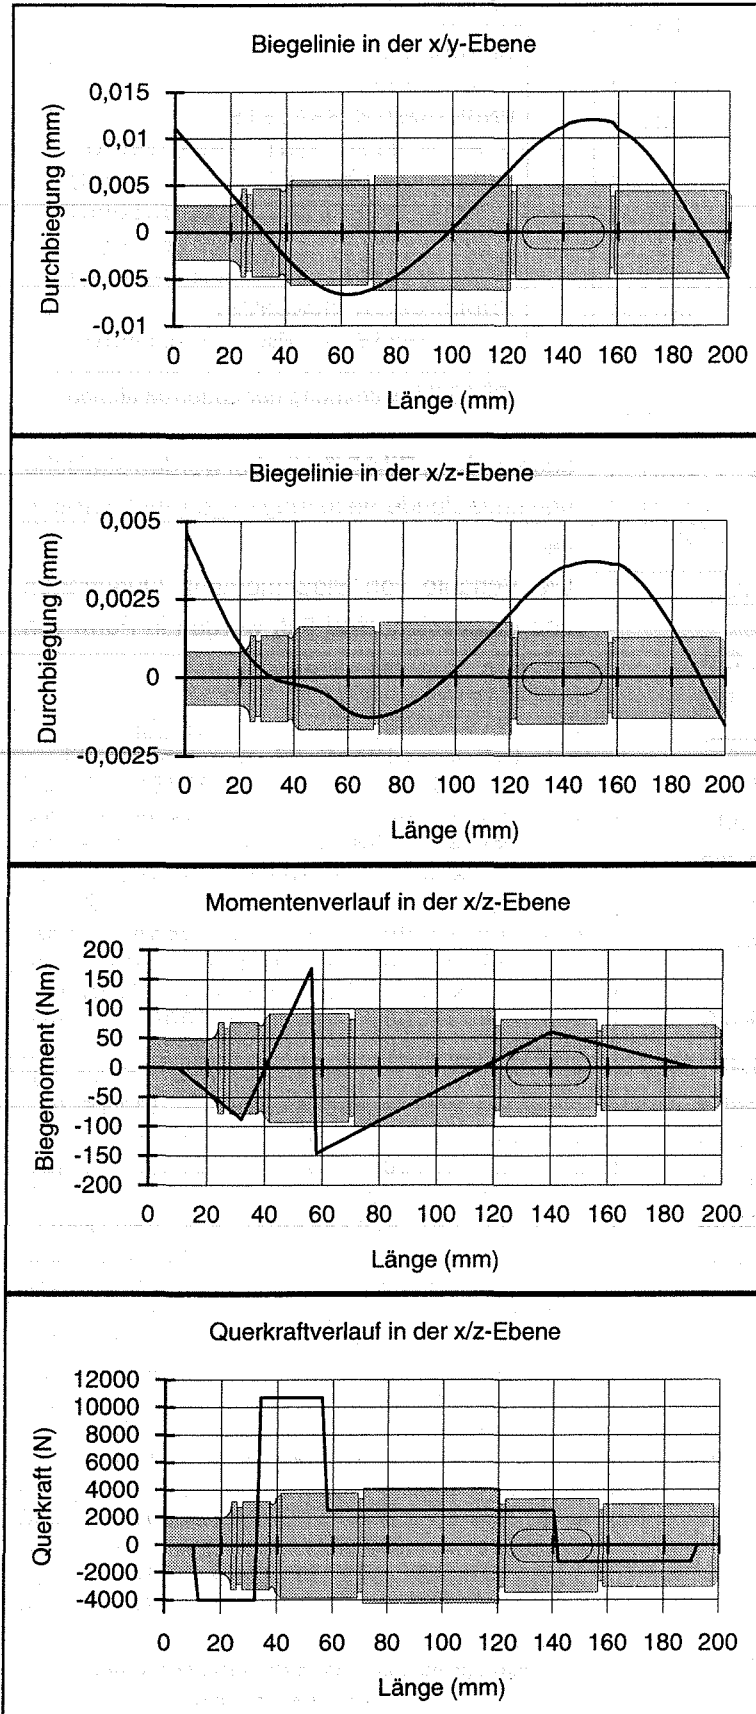 Biegelinie in der x/y-Ebene
0,015
0,01
0,005
0
-0,005
-0,01
Durchbiegung (mm)
0 20 40 60 80 100 120 140 160 180 200
Länge (mm)
Biegelinie in der x/z-Ebene
0,005
0,0025
0
-0,0025
Durchbiegung (mm)
0 20 40 60 80 100 120 140 160 180 200
Länge (mm)
Momentenverlauf in der x/z-Ebene
200
150
100
50
0
-50
-100
-150
-200
Biegemoment (Nm)
0 20 40 60 80 100 120 140 160 180 200
Länge (mm)
Querkraftverlauf in der x/z-Ebene
12000
10000
8000
6000
4000
2000
0
-2000
-4000
Querkraft (N)
0 20 40 60 80 100 120 140 160 180 200
Länge (mm)